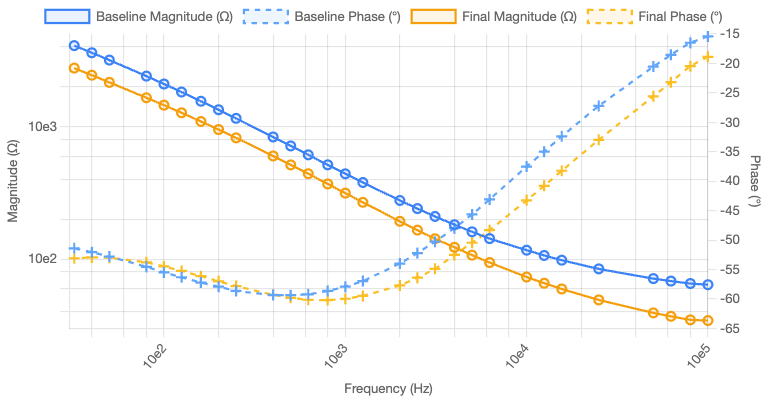 Baseline Magnitude (Ω) Baseline Phase (°) Final Magnitude (Ω) Final Phase (°)
-15
-20
-25
10e3 -30
-35
Magnitude (Ω) Phase (°)
-40
-45
-50
10e2
-55
-60
-65
10e2 10e3 10e4 10e5
Frequency (Hz)